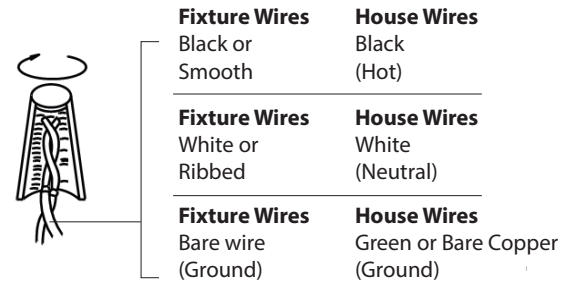 Fixture Wires House Wires
Black or Black
Smooth (Hot)
Fixture Wires House Wires
White or White
Ribbed (Neutral)
Fixture Wires House Wires
Bare wire Green or Bare Copper
(Ground) (Ground)